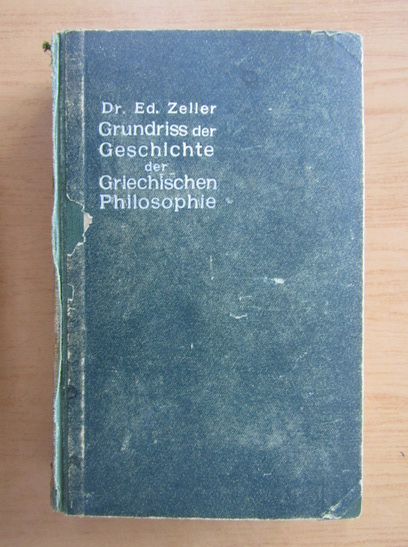 Dr. Ed. Zeller
Grundriss der
Geschichte
der
Griechischen
Philosophie